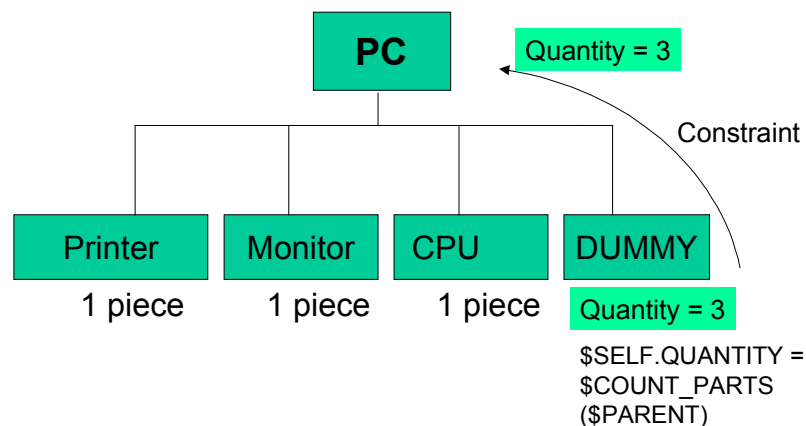 PC
Quantity = 3
Constraint
Printer
Monitor
CPU
DUMMY
1 piece
1 piece
1 piece
Quantity = 3
$SELF.QUANTITY =
$COUNT_PARTS
($PARENT)